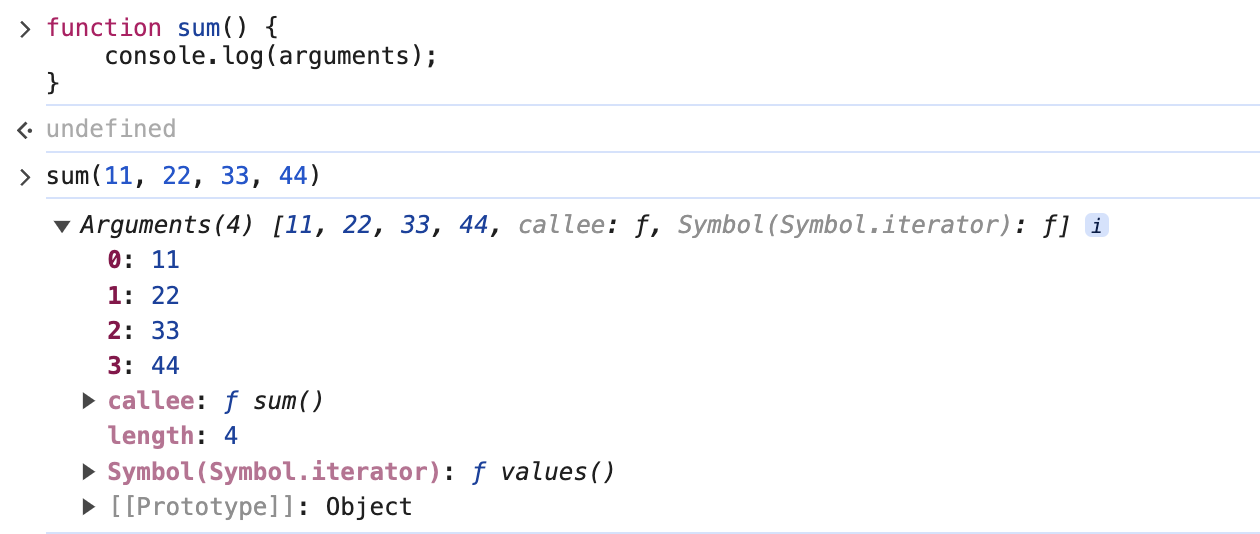 function sum() {
    console.log(arguments);
}
undefined
sum(11, 22, 33, 44)
Arguments(4) [11, 22, 33, 44, callee: ƒ, Symbol(Symbol.iterator): ƒ] i
0: 11
1: 22
2: 33
3: 44
callee: ƒ sum()
length: 4
Symbol(Symbol.iterator): ƒ values()
[[Prototype]]: Object